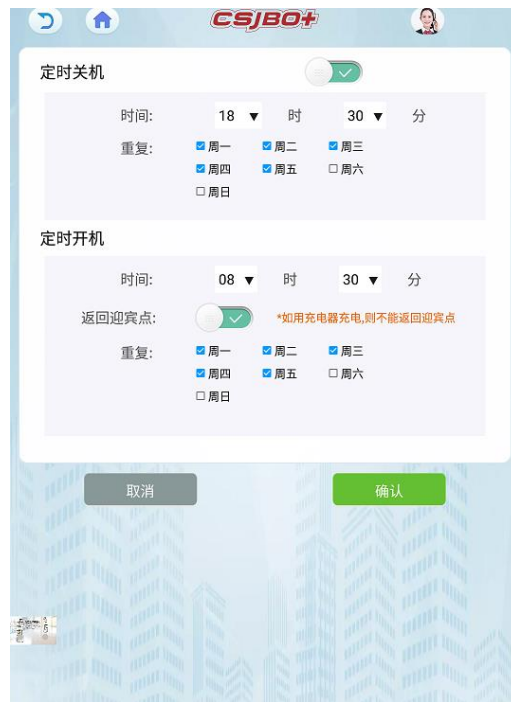 CSJBO+
定时关机
时间: 18 ▼ 时 30 ▼ 分
重复: 周一 周二 周三
周四 周五 周六
周日
定时开机
时间: 08 ▼ 时 30 ▼ 分
返回迎宾点: *如用充电器充电,则不能返回迎宾点
重复: 周一 周二 周三
周四 周五 周六
周日
取消 确认